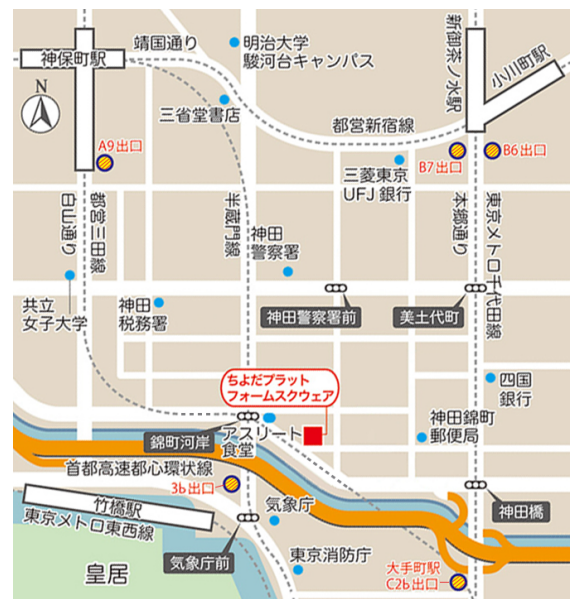 靖国通り
神保町駅
明治大学
駿河台キャンパス
新御茶ノ水駅
小川町駅
N
三省堂書店
都営新宿線
A9出口
B7出口
B6出口
三菱東京
UFJ銀行
白山通り
都営三田線
半蔵門線
本郷通り
東京メトロ千代田線
神田
警察署
共立
女子大学
神田
税務署
神田警察署前
美土代町
ちよだプラット
フォームスクウェア
四国
銀行
錦町河岸
アスリート
食堂
神田錦町
郵便局
首都高速都心環状線
3b出口
竹橋駅
東京メトロ東西線
気象庁
神田橋
気象庁前
東京消防庁
大手町駅
C2b出口
皇居